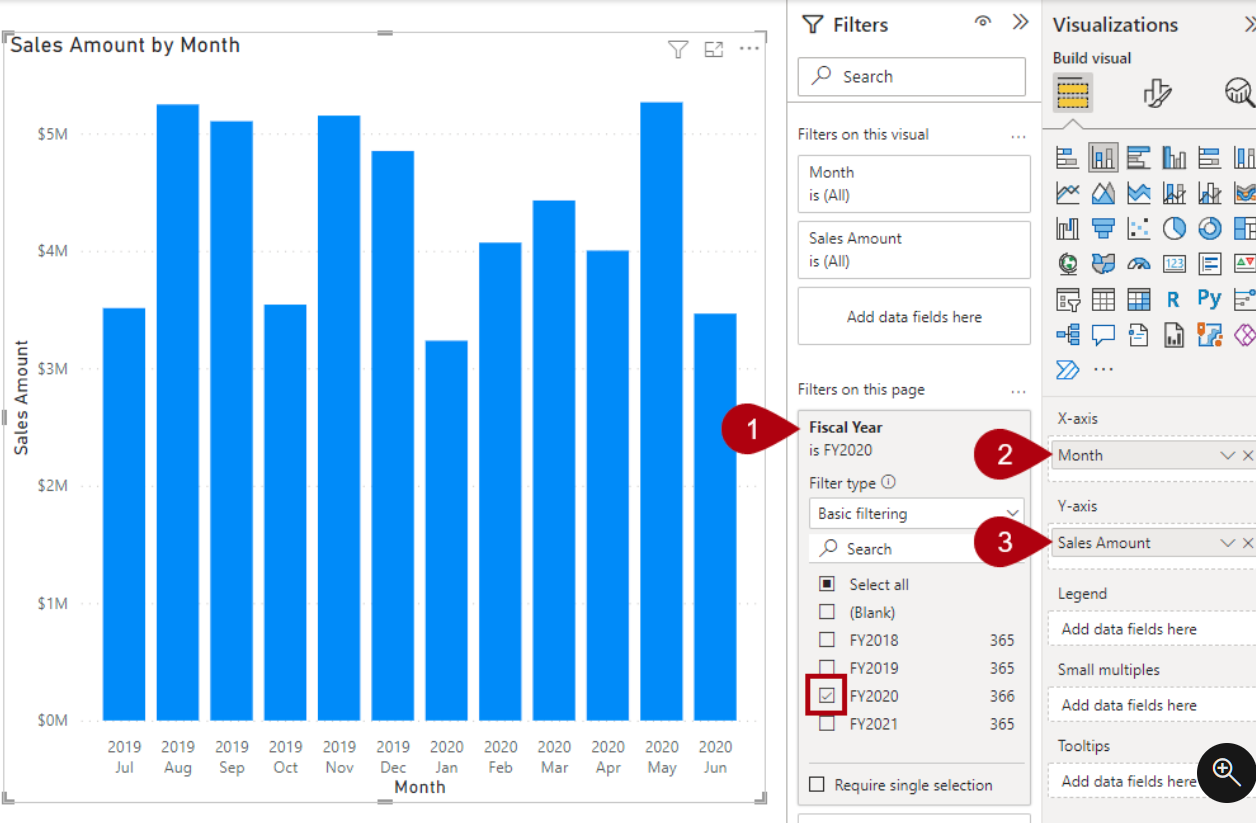 Sales Amount by Month
$5M
$4M
$3M
$2M
$1M
$0M
Sales Amount
2019 2019 2019 2019 2019 2019 2020 2020 2020 2020 2020 2020
Jul Aug Sep Oct Nov Dec Jan Feb Mar Apr May Jun
Month
Filters
Search
Filters on this visual
Month
is (All)
Sales Amount
is (All)
Add data fields here
Filters on this page
1
Fiscal Year
is FY2020
Filter type
Basic filtering
Search
Select all
(Blank)
FY2018 365
FY2019 365
FY2020 366
FY2021 365
Require single selection
Visualizations
Build visual
123
R
Py
X-axis
2
Month
Y-axis
3
Sales Amount
Legend
Add data fields here
Small multiples
Add data fields here
Tooltips
Add data fields here